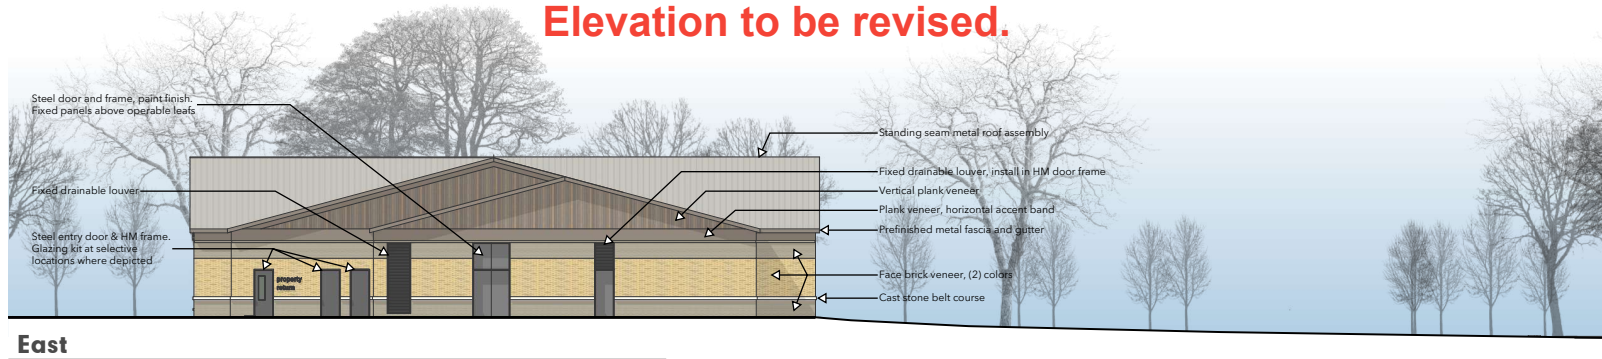 Elevation to be revised.
Steel door and frame, paint finish.
Fixed panels above operable leafs
Fixed drainable louver
Steel entry door & HM frame.
Glazing kit at selective
locations where depicted
property
return
Standing seam metal roof assembly
Fixed drainable louver, install in HM door frame
Vertical plank veneer
Plank veneer, horizontal accent band
Prefinished metal fascia and gutter
Face brick veneer, (2) colors
Cast stone belt course
East